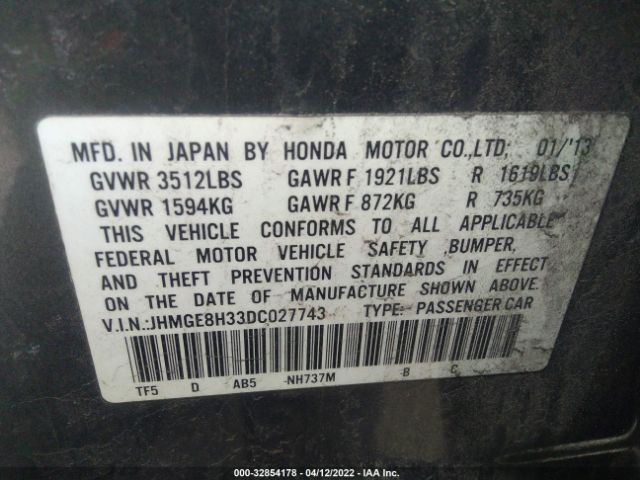 MFD. IN JAPAN BY HONDA MOTOR CO.,LTD; 01/'13
GVWR 3512LBS GAWR F 1921LBS R 1619LBS
GVWR 1594KG GAWR F 872KG R 735KG
THIS VEHICLE CONFORMS TO ALL APPLICABLE
FEDERAL MOTOR VEHICLE SAFETY ,BUMPER,
AND THEFT PREVENTION STANDARDS IN EFFECT
ON THE DATE OF MANUFACTURE SHOWN ABOVE.
V.I.N.:JHMGE8H33DC027743 TYPE: PASSENGER CAR
TF5 D AB5 -NH737M B C
000-32854178 - 04/12/2022 - IAA Inc.